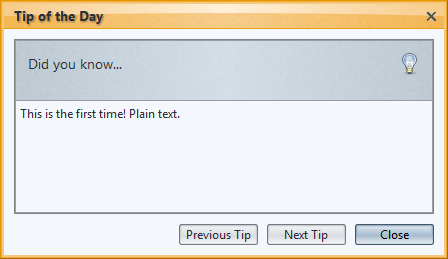 Tip of the Day
Did you know...
This is the first time! Plain text.
Previous Tip
Next Tip
Close